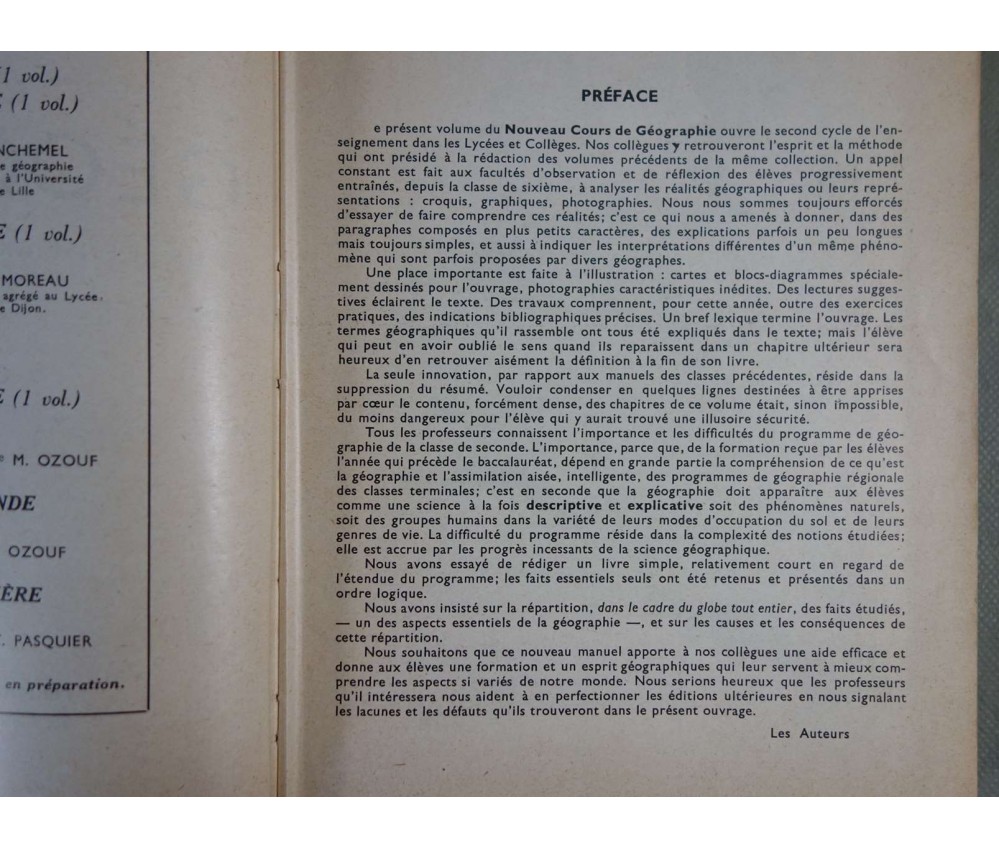 (1 vol.)
E (1 vol.)
NCHEMEL
e géographie
à l'Université
e Lille
E (1 vol.)
MOREAU
agrégé au Lycée.
e Dijon.
E (1 vol.)
e M. OZOUF
NDE
OZOUF
ÈRE
. PASQUIER
en préparation.
PRÉFACE
e présent volume du Nouveau Cours de Géographie ouvre le second cycle de l'en-
seignement dans les Lycées et Collèges. Nos collègues y retrouveront l'esprit et la méthode
qui ont présidé à la rédaction des volumes précédents de la même collection. Un appel
constant est fait aux facultés d'observation et de réflexion des élèves progressivement
entraînés, depuis la classe de sixième, à analyser les réalités géographiques ou leurs repré-
sentations : croquis, graphiques, photographies. Nous nous sommes toujours efforcés
d'essayer de faire comprendre ces réalités; c'est ce qui nous a amenés à donner, dans des
paragraphes composés en plus petits caractères, des explications parfois un peu longues
mais toujours simples, et aussi à indiquer les interprétations différentes d'un même phéno-
mène qui sont parfois proposées par divers géographes.
Une place importante est faite à l'illustration : cartes et blocs-diagrammes spéciale-
ment dessinés pour l'ouvrage, photographies caractéristiques inédites. Des lectures sugges-
tives éclairent le texte. Des travaux comprennent, pour cette année, outre des exercices
pratiques, des indications bibliographiques précises. Un bref lexique termine l'ouvrage. Les
termes géographiques qu'il rassemble ont tous été expliqués dans le texte; mais l'élève
qui peut en avoir oublié le sens quand ils reparaissent dans un chapitre ultérieur sera
heureux d'en retrouver aisément la définition à la fin de son livre.
La seule innovation, par rapport aux manuels des classes précédentes, réside dans la
suppression du résumé. Vouloir condenser en quelques lignes destinées à être apprises
par cœur le contenu, forcément dense, des chapitres de ce volume était, sinon impossible,
du moins dangereux pour l'élève qui y aurait trouvé une illusoire sécurité.
Tous les professeurs connaissent l'importance et les difficultés du programme de géo-
graphie de la classe de seconde. L'importance, parce que, de la formation reçue par les élèves
l'année qui précède le baccalauréat, dépend en grande partie la compréhension de ce qu'est
la géographie et l'assimilation aisée, intelligente, des programmes de géographie régionale
des classes terminales; c'est en seconde que la géographie doit apparaître aux élèves
comme une science à la fois descriptive et explicative soit des phénomènes naturels,
soit des groupes humains dans la variété de leurs modes d'occupation du sol et de leurs
genres de vie. La difficulté du programme réside dans la complexité des notions étudiées;
elle est accrue par les progrès incessants de la science géographique.
Nous avons essayé de rédiger un livre simple, relativement court en regard de
l'étendue du programme; les faits essentiels seuls ont été retenus et présentés dans un
ordre logique.
Nous avons insisté sur la répartition, dans le cadre du globe tout entier, des faits étudiés,
— un des aspects essentiels de la géographie —, et sur les causes et les conséquences de
cette répartition.
Nous souhaitons que ce nouveau manuel apporte à nos collègues une aide efficace et
donne aux élèves une formation et un esprit géographiques qui leur servent à mieux com-
prendre les aspects si variés de notre monde. Nous serions heureux que les professeurs
qu'il intéressera nous aident à en perfectionner les éditions ultérieures en nous signalant
les lacunes et les défauts qu'ils trouveront dans le présent ouvrage.
Les Auteurs